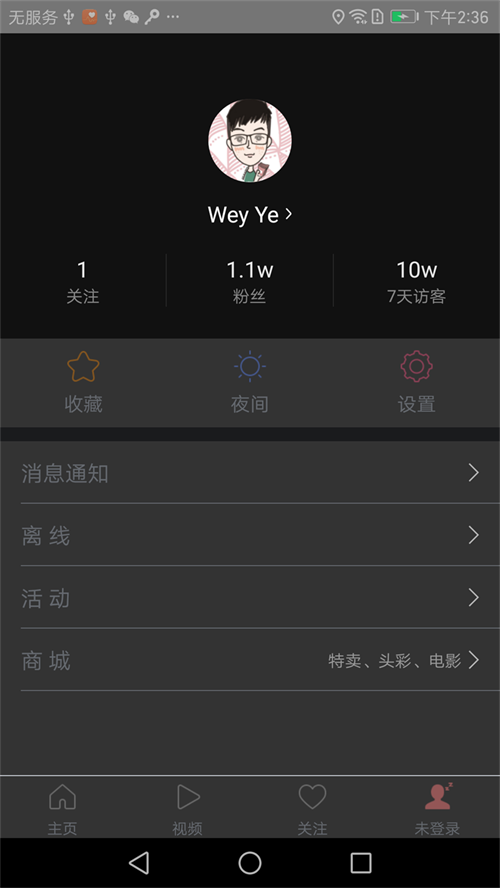 无服务 ··· 下午2:36
Wey Ye
1 1.1w 10w
关注 粉丝 7天访客
收藏 夜间 设置
消息通知
离 线
活 动
商 城 特卖、头彩、电影
主页 视频 关注 未登录